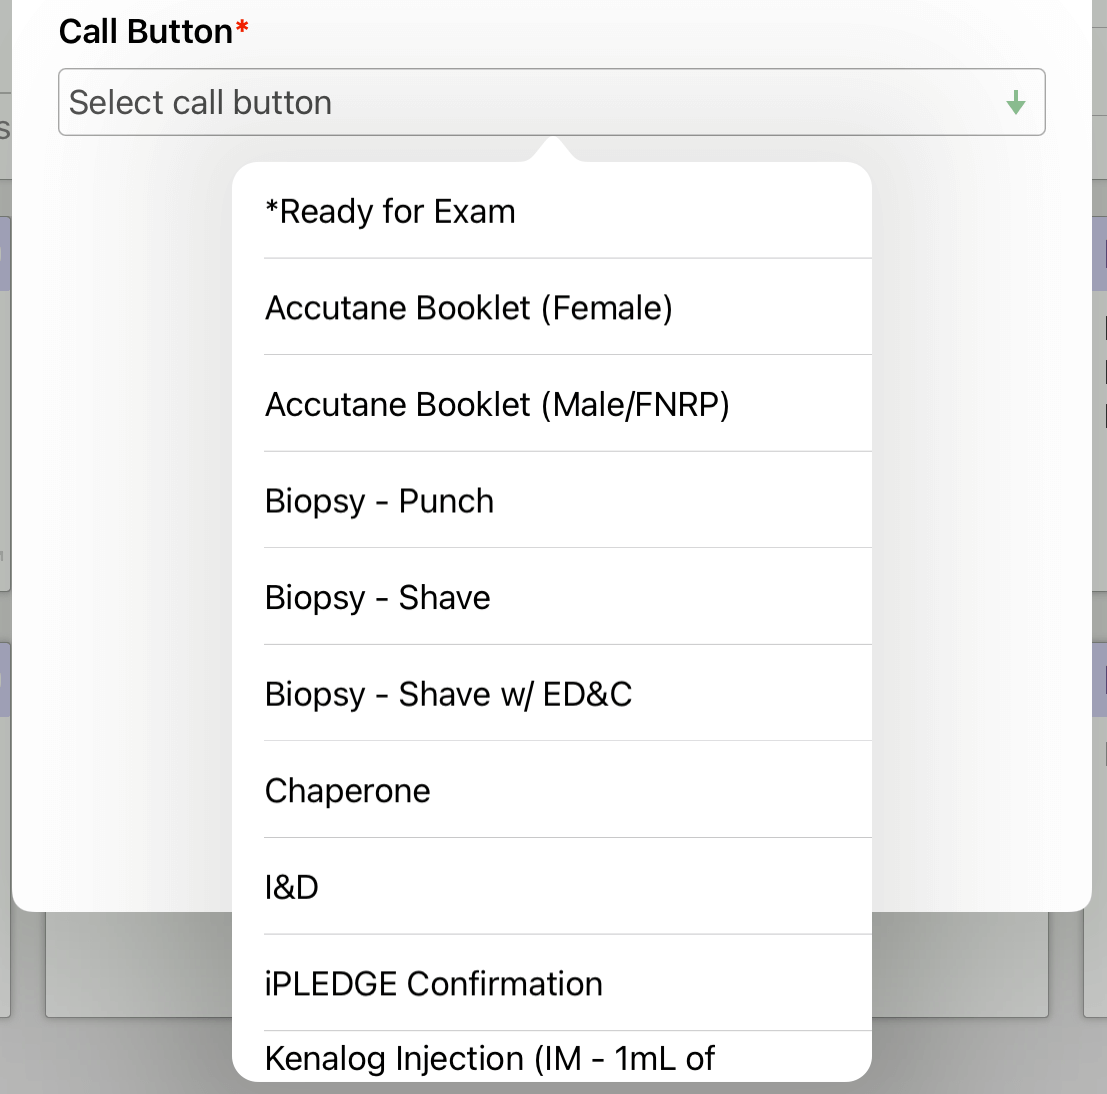 Call Button*
Select call button
*Ready for Exam
Accutane Booklet (Female)
Accutane Booklet (Male/FNRP)
Biopsy - Punch
Biopsy - Shave
Biopsy - Shave w/ ED&C
Chaperone
I&D
iPLEDGE Confirmation
Kenalog Injection (IM - 1mL of